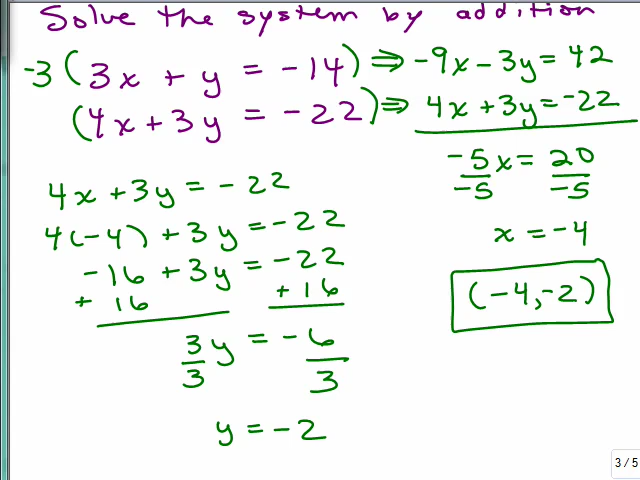 Solve the system by addition
-3(3x + y = -14) ⇒ -9x - 3y = 42
(4x + 3y = -22) ⇒ 4x + 3y = -22
-5x = 20
-5 -5
x = -4
(-4, -2)
4x + 3y = -22
4(-4) + 3y = -22
-16 + 3y = -22
+ 16 + 16
3y = -6
3 3
y = -2
3 / 5